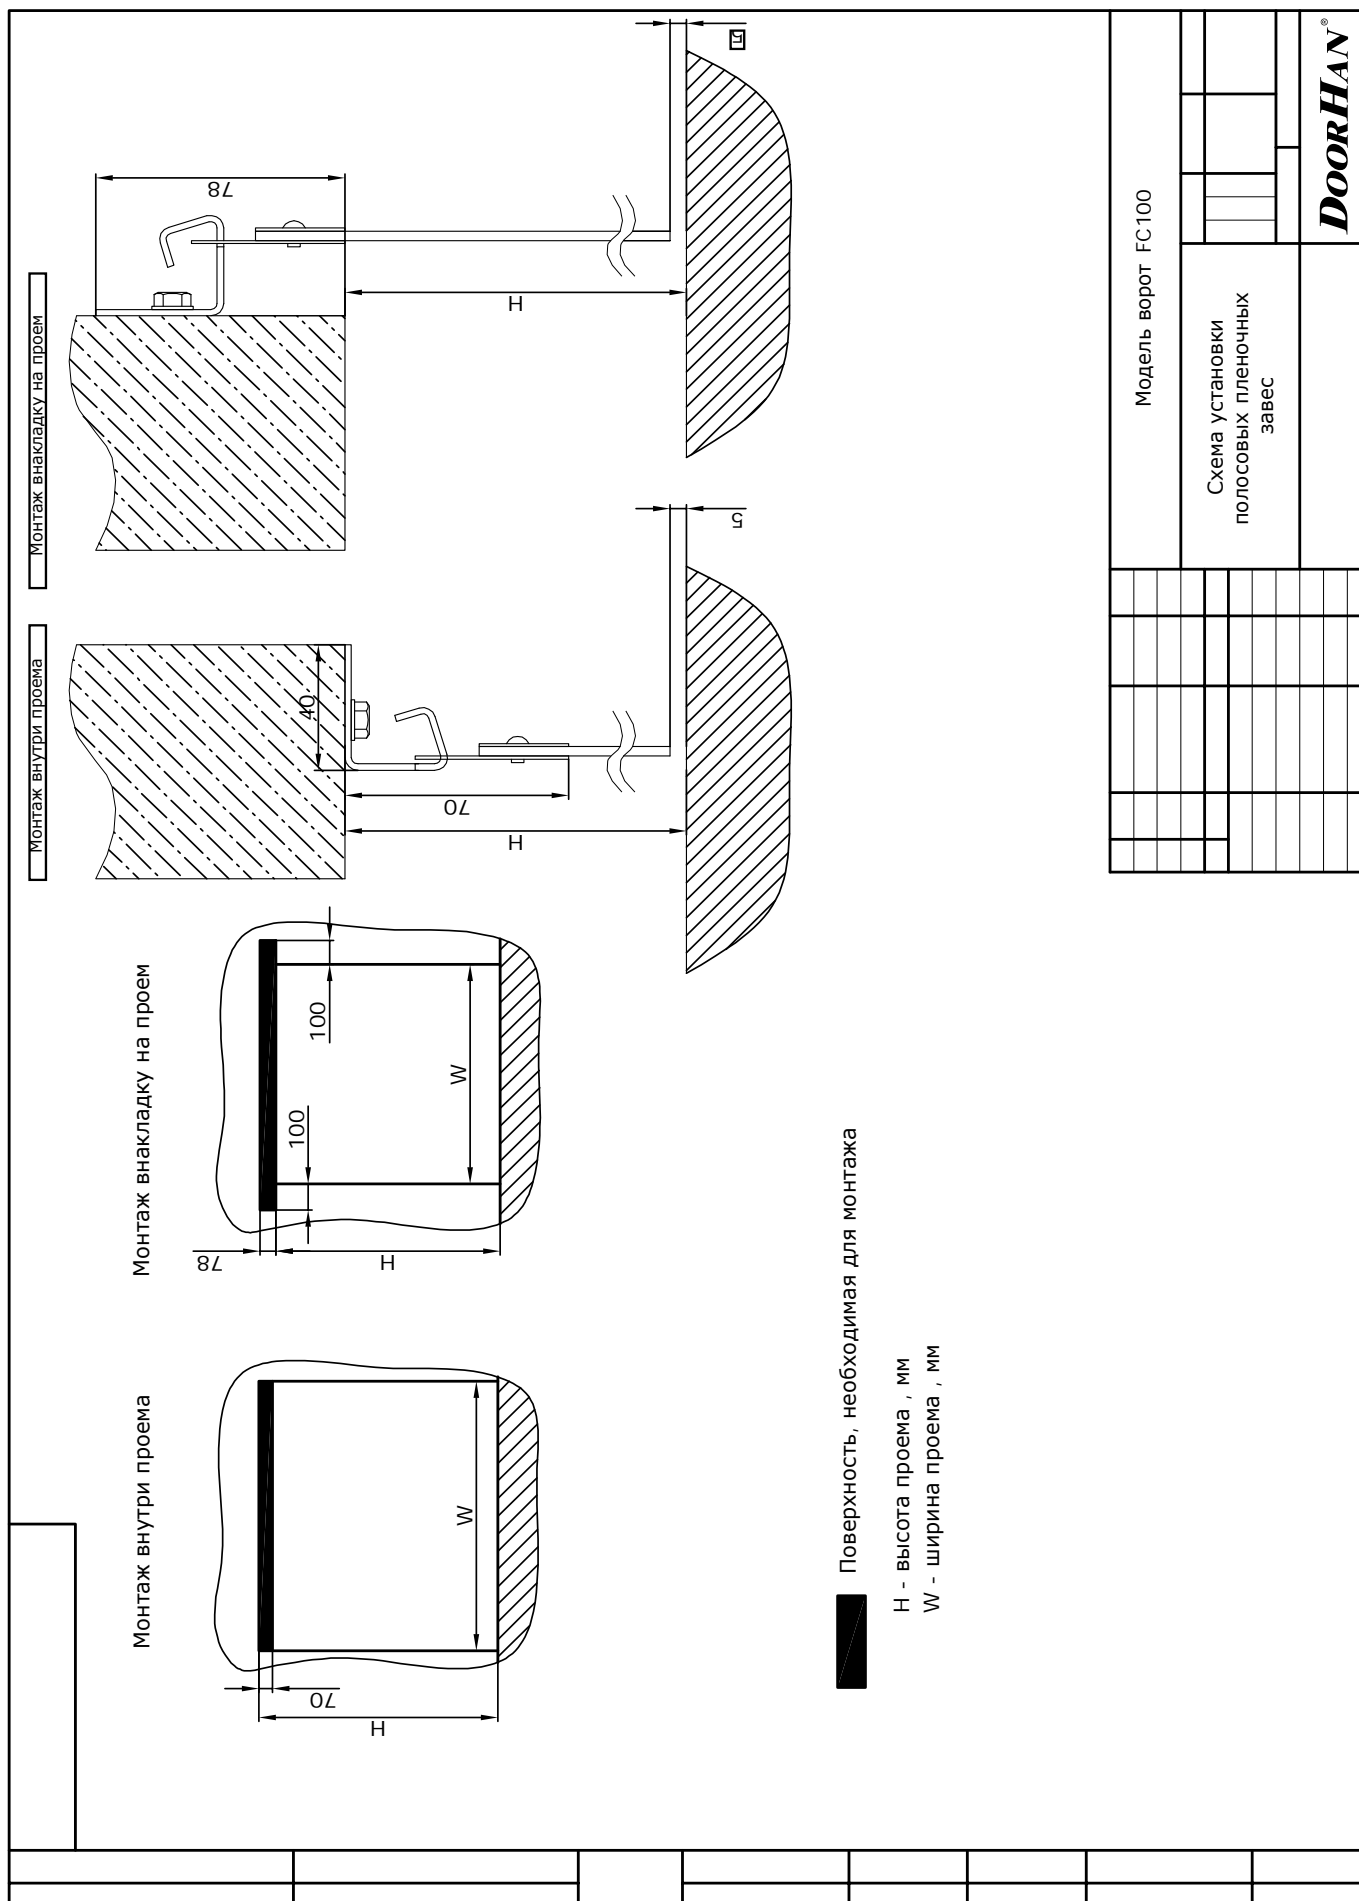 Монтаж внутри проема
70
H
W
Монтаж внакладку на проем
78
H
100
100
W
Монтаж внутри проема
40
70
H
5
Монтаж внакладку на проем
78
H
Поверхность, необходимая для монтажа
H - высота проема , мм
W - ширина проема , мм
Модель ворот FC100
Схема установки
полосовых пленочных
завес
DOORHAN®